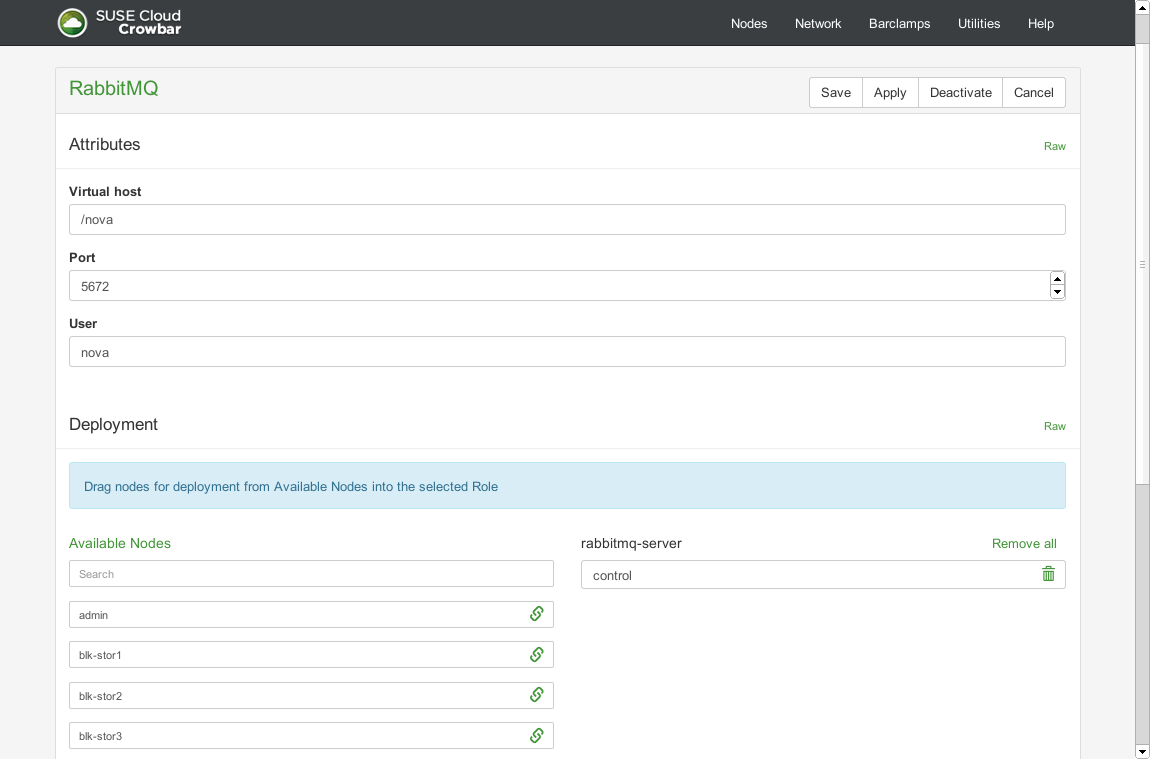 SUSE Cloud
Crowbar
Nodes Network Barclamps Utilities Help
RabbitMQ
Save Apply Deactivate Cancel
Attributes Raw
Virtual host
/nova
Port
5672
User
nova
Deployment Raw
Drag nodes for deployment from Available Nodes into the selected Role
Available Nodes rabbitmq-server Remove all
Search control
admin
blk-stor1
blk-stor2
blk-stor3